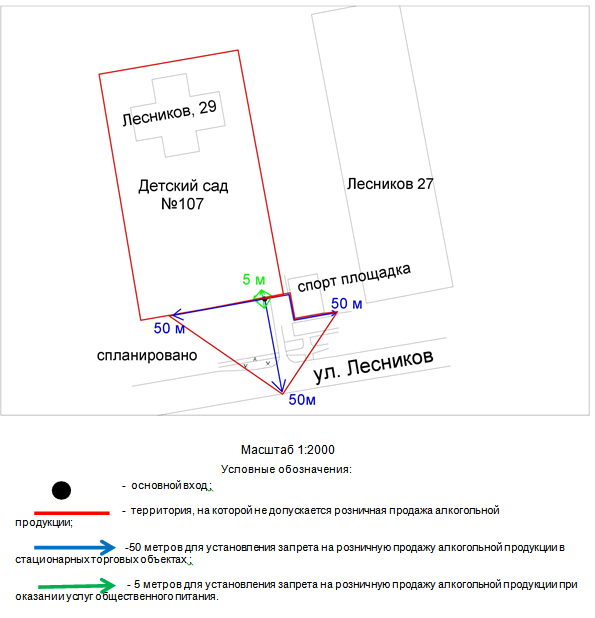 Лесников, 29
Детский сад
№107
Лесников 27
5 м
спорт площадка
50 м
50 м
спланировано
ул. Лесников
50м
Масштаб 1:2000
Условные обозначения:
- основной вход ;
- территория, на которой не допускается розничная продажа алкогольной
продукции;
-50 метров для установления запрета на розничную продажу алкогольной продукции в
стационарных торговых объектах ;
- 5 метров для установления запрета на розничную продажу алкогольной продукции при
оказании услуг общественного питания.